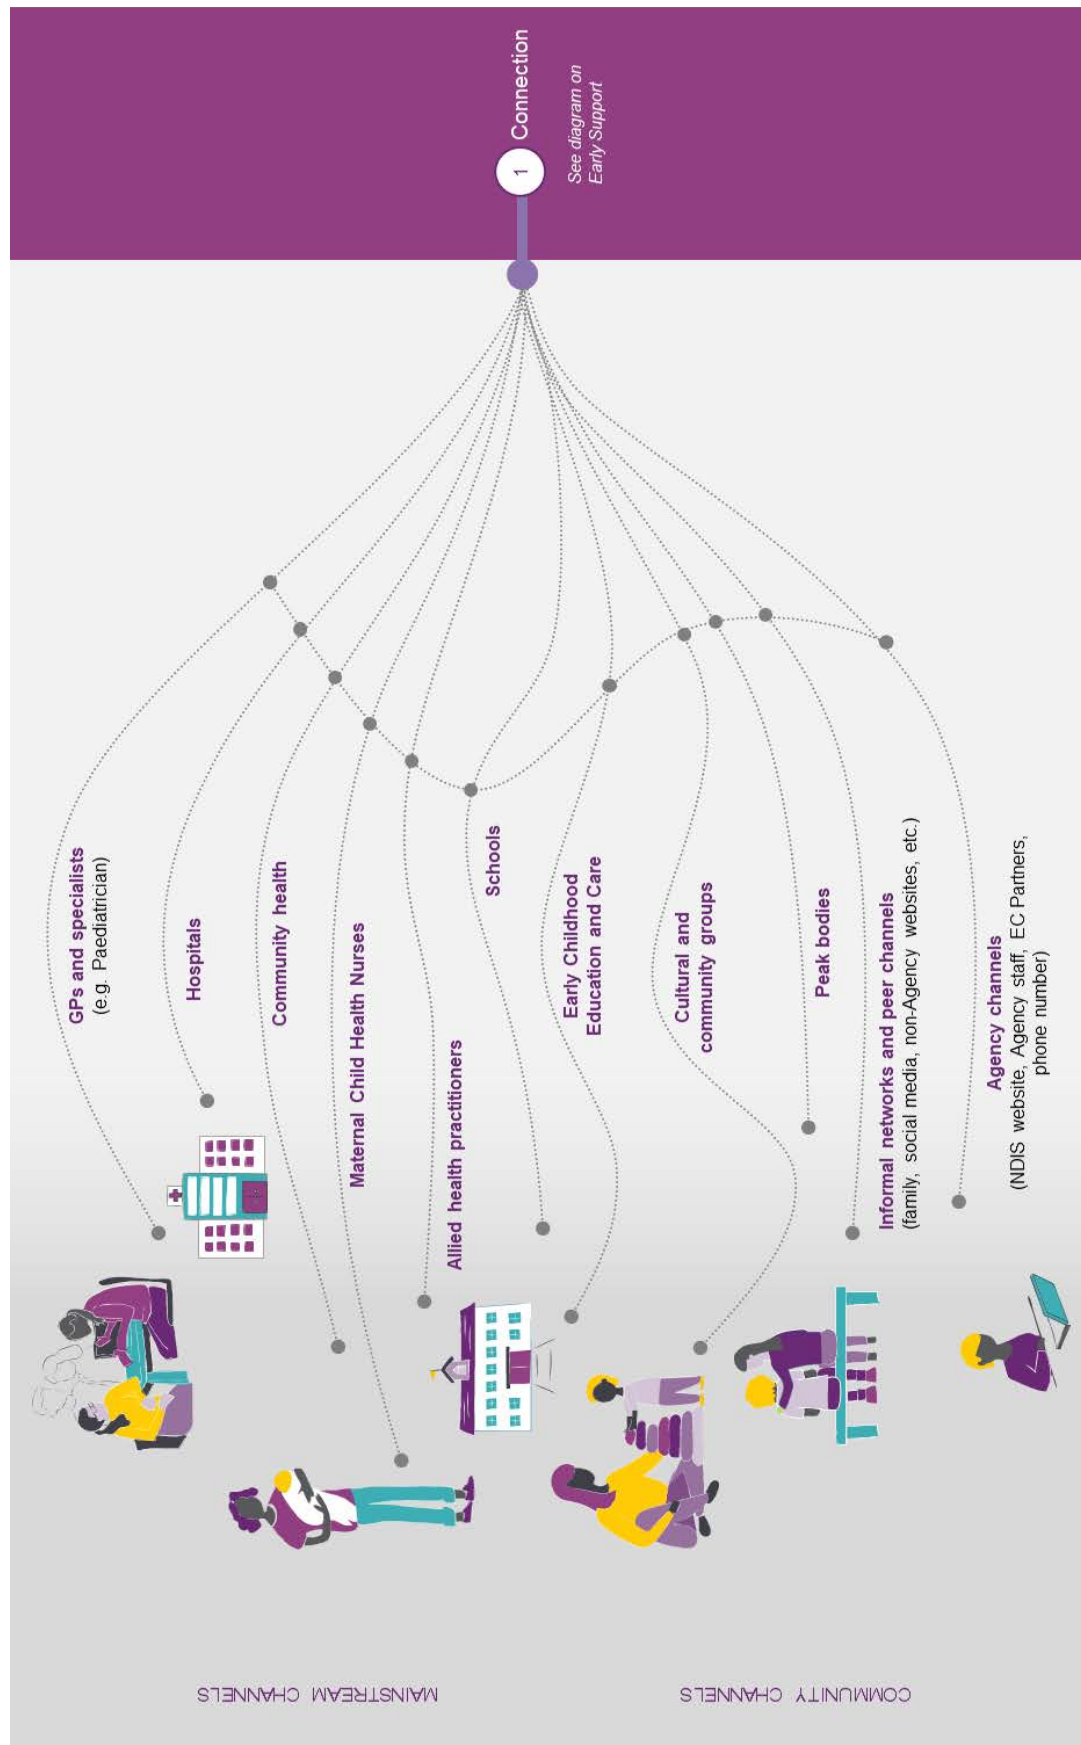 MAINSTREAM CHANNELS
COMMUNITY CHANNELS
GPs and specialists
(e.g. Paediatrician)
Hospitals
Community health
Maternal Child Health Nurses
Allied health practitioners
Schools
Early Childhood
Education and Care
Cultural and
community groups
Peak bodies
Informal networks and peer channels
(family, social media, non-Agency websites, etc.)
Agency channels
(NDIS website, Agency staff, EC Partners,
phone number)
1 Connection
See diagram on
Early Support